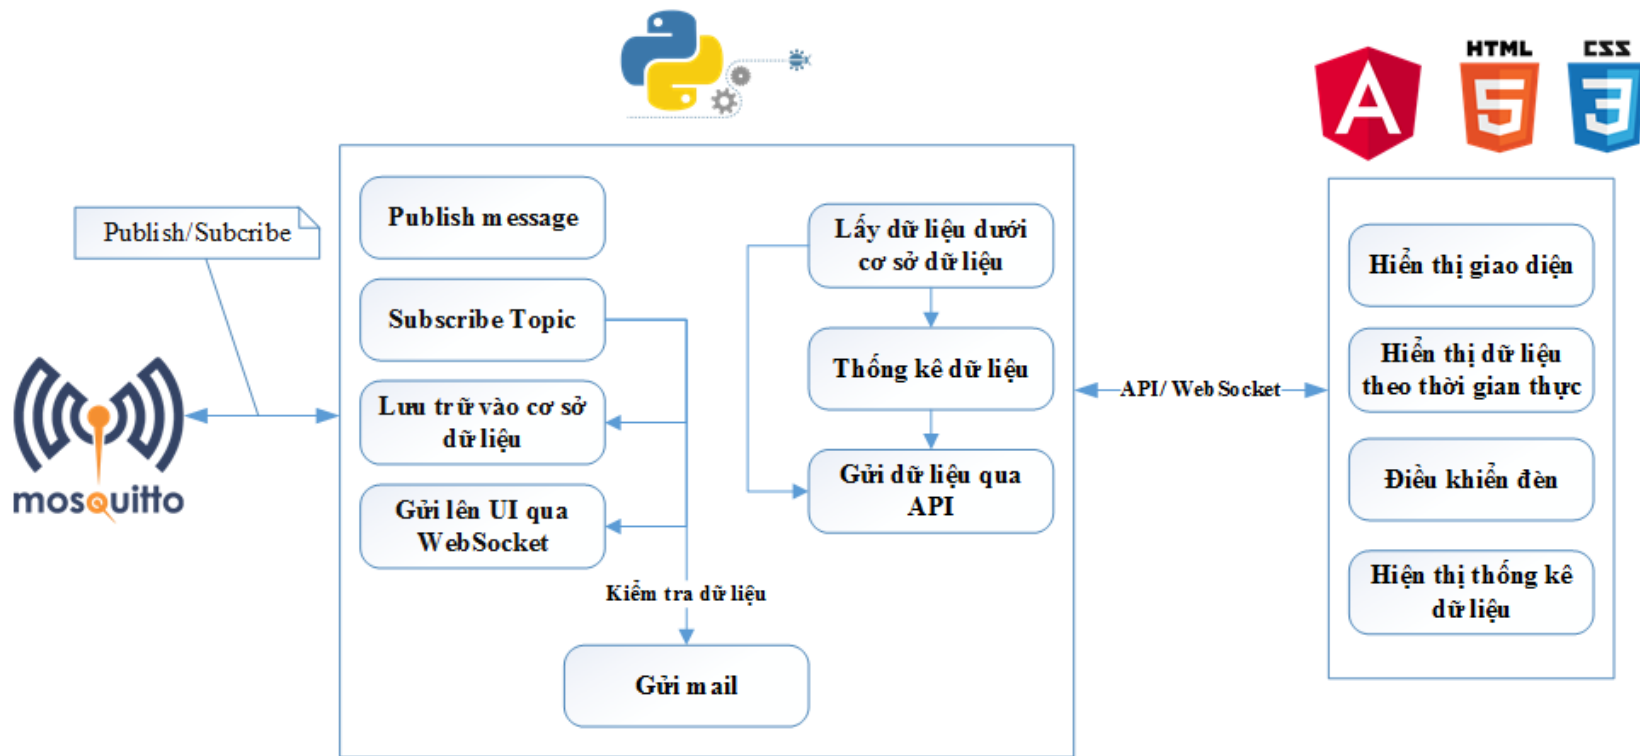 HTML
5
CSS
3
A
Publish/Subcribe
mosquitto
Publish message
Subscribe Topic
Lưu trữ vào cơ sở
dữ liệu
Gửi lên UI qua
WebSocket
Kiểm tra dữ liệu
Gửi mail
Lấy dữ liệu dưới
cơ sở dữ liệu
Thống kê dữ liệu
Gửi dữ liệu qua
API
API/ WebSocket
Hiển thị giao diện
Hiển thị dữ liệu
theo thời gian thực
Điều khiển đèn
Hiện thị thống kê
dữ liệu